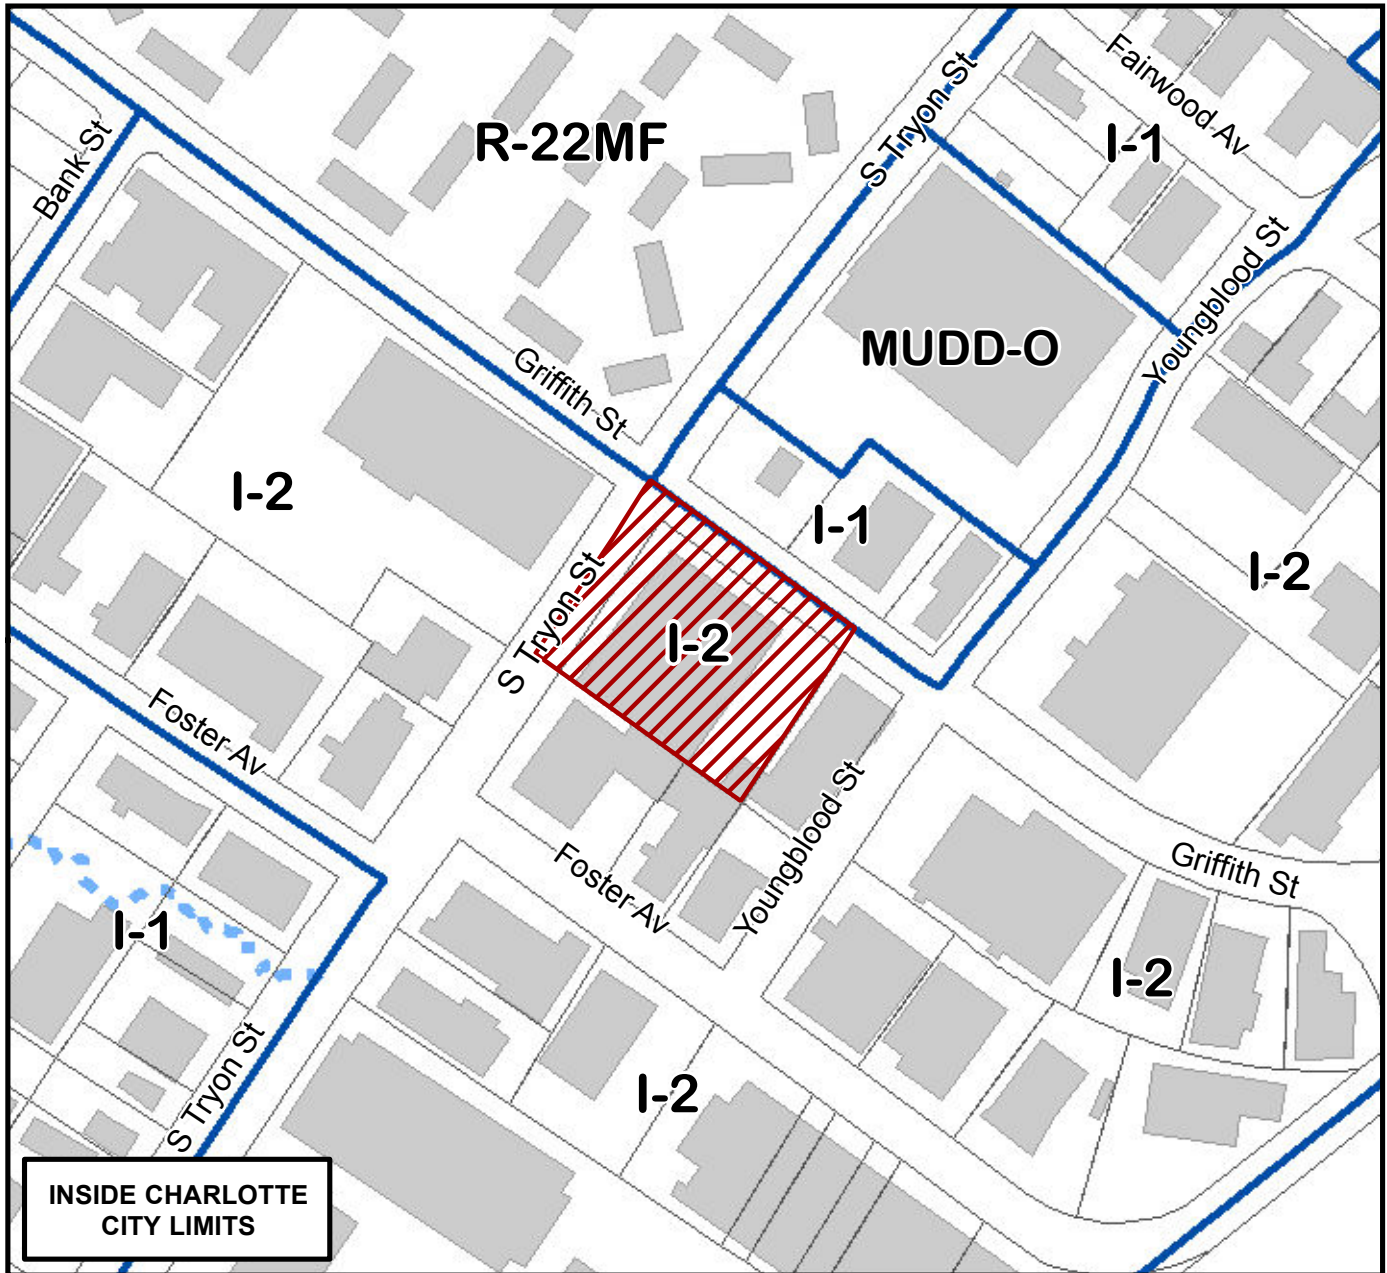 Fairwood Av
S Tryon St
I-1
R-22MF
Bank St
Youngblood St
MUDD-O
Griffith St
I-2
I-1
I-2
S Tryon St
I-2
Foster Av
Youngblood St
Foster Av
Griffith St
I-1
I-2
S Tryon St
I-2
INSIDE CHARLOTTE
CITY LIMITS